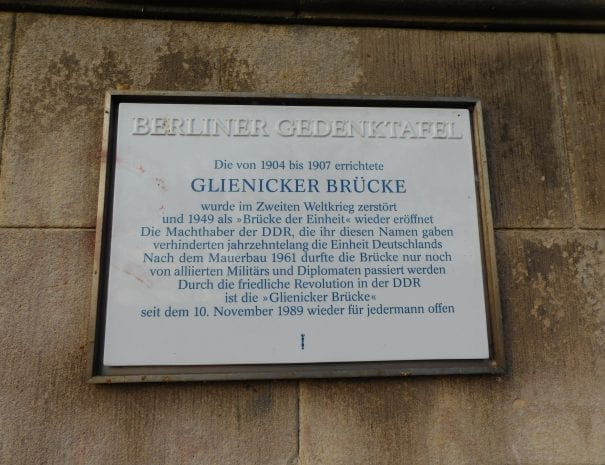 BERLINER GEDENKTAFEL
Die von 1904 bis 1907 errichtete
GLIENICKER BRÜCKE
wurde im Zweiten Weltkrieg zerstört
und 1949 als »Brücke der Einheit« wieder eröffnet
Die Machthaber der DDR, die ihr diesen Namen gaben
verhinderten jahrzehntelang die Einheit Deutschlands
Nach dem Mauerbau 1961 durfte die Brücke nur noch
von alliierten Militärs und Diplomaten passiert werden
Durch die friedliche Revolution in der DDR
ist die »Glienicker Brücke«
seit dem 10. November 1989 wieder für jedermann offen